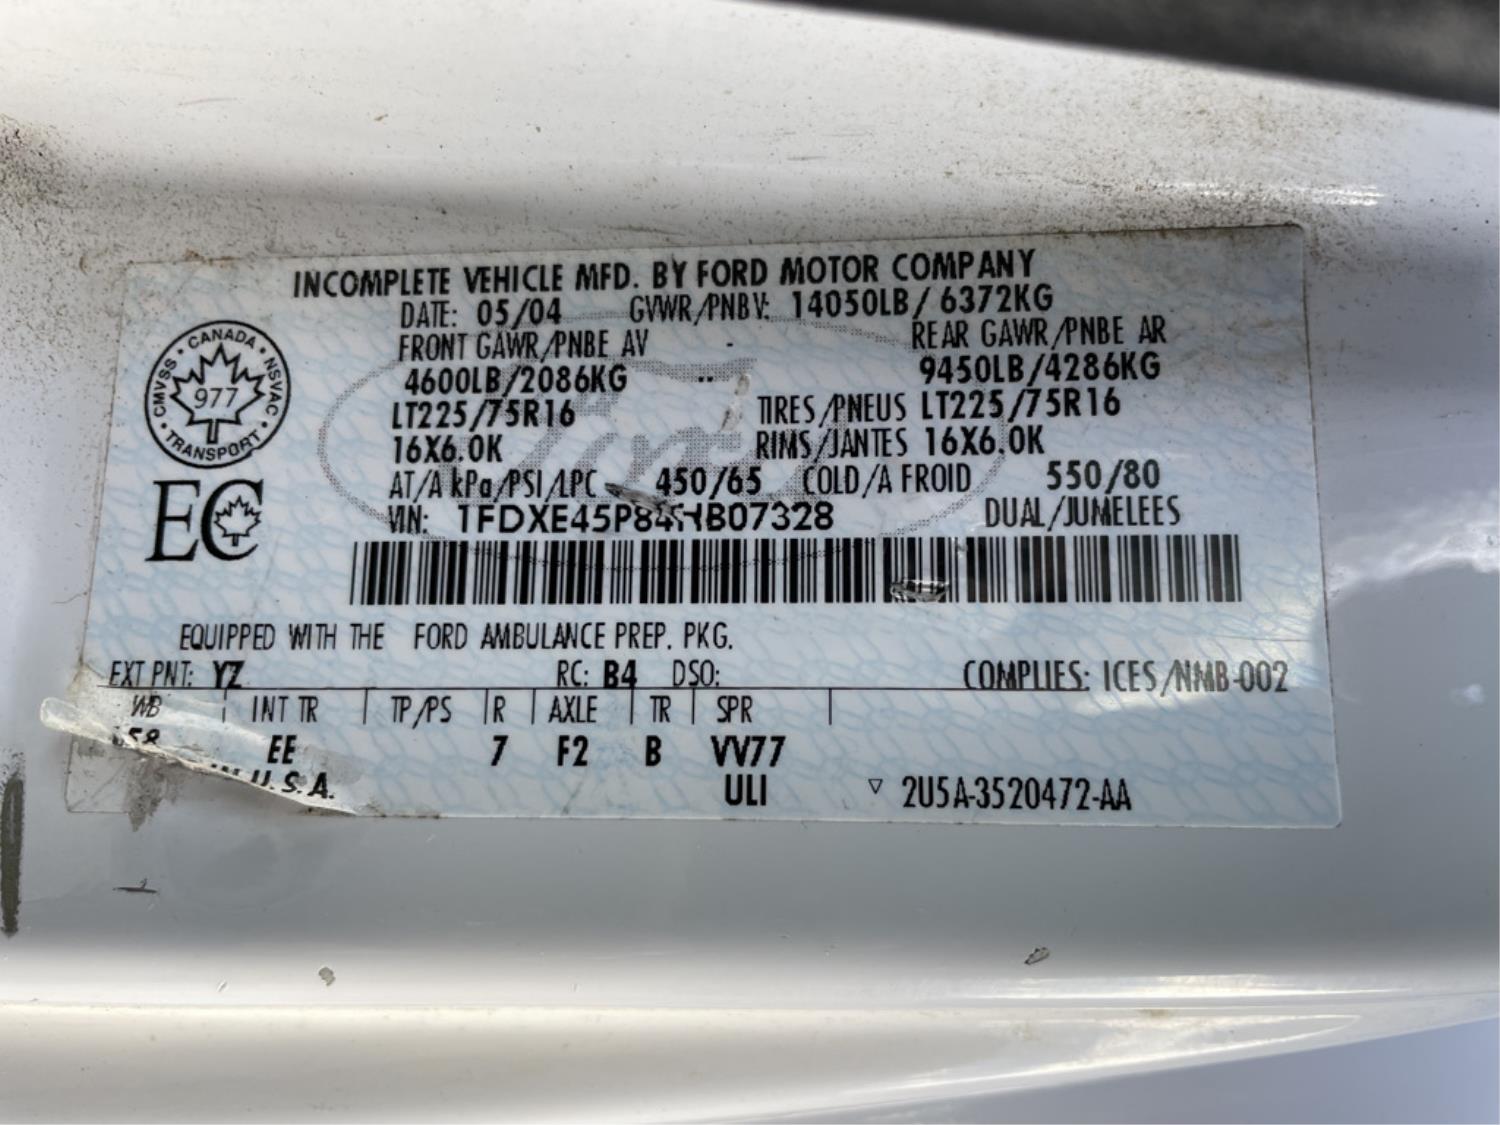 INCOMPLETE VEHICLE MFD. BY FORD MOTOR COMPANY
DATE: 05/04 GVWR/PNBV: 14050LB/ 6372KG
FRONT GAWR/PNBE AV REAR GAWR/PNBE AR
4600LB/2086KG 9450LB/4286KG
LT225/75R16 TIRES/PNEUS LT225/75R16
16X6.0K RIMS/JANTES 16X6.0K
AT/A kPa/PSI/LPC 450/65 COLD/A FROID 550/80
VIN: DUAL/JUMELEES
CMVSS • CANADA • NSVAC • TRANSPORT •
977
EC
EQUIPPED WITH THE FORD AMBULANCE PREP. PKG.
EXT PNT: YZ RC: B4 DSO: COMPLIES: ICES/NMB-002
WB | INT TR | TP/PS | R | AXLE | TR | SPR |
EE 7 F2 B VV77
U.S.A. ULI ▽ 2U5A-3520472-AA